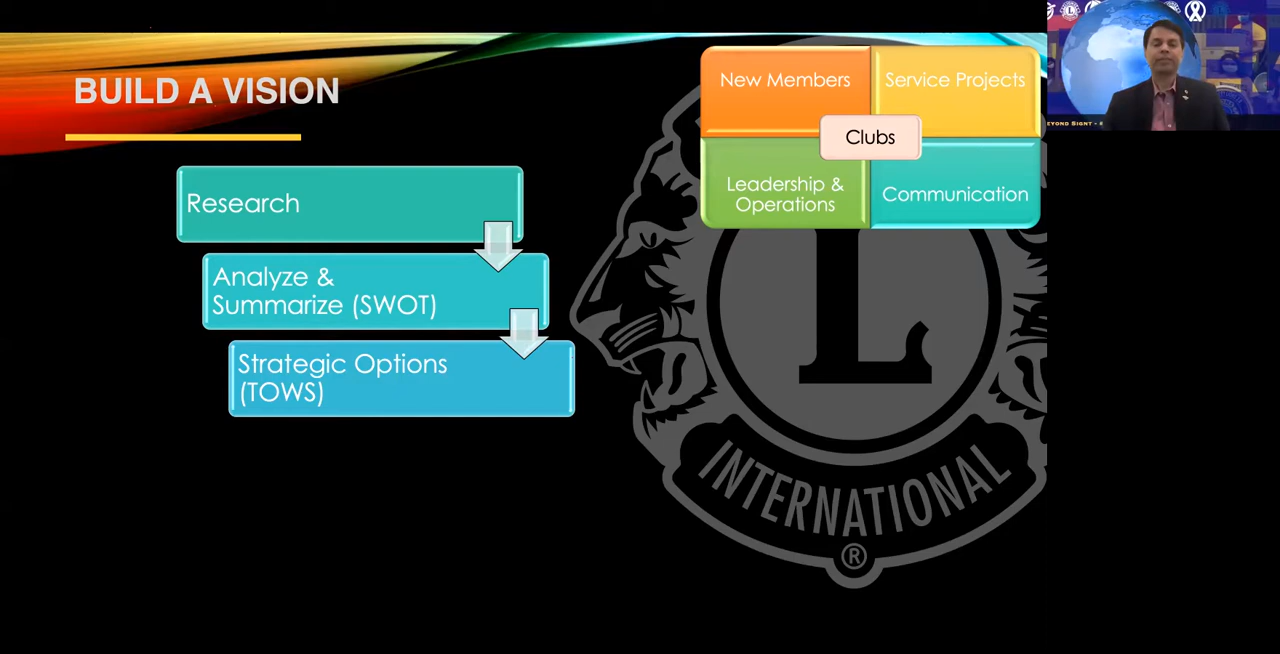 BUILD A VISION
Research
Analyze &
Summarize (SWOT)
Strategic Options
(TOWS)
New Members
Service Projects
Clubs
Leadership &
Operations
Communication
L
INTERNATIONAL
®
L